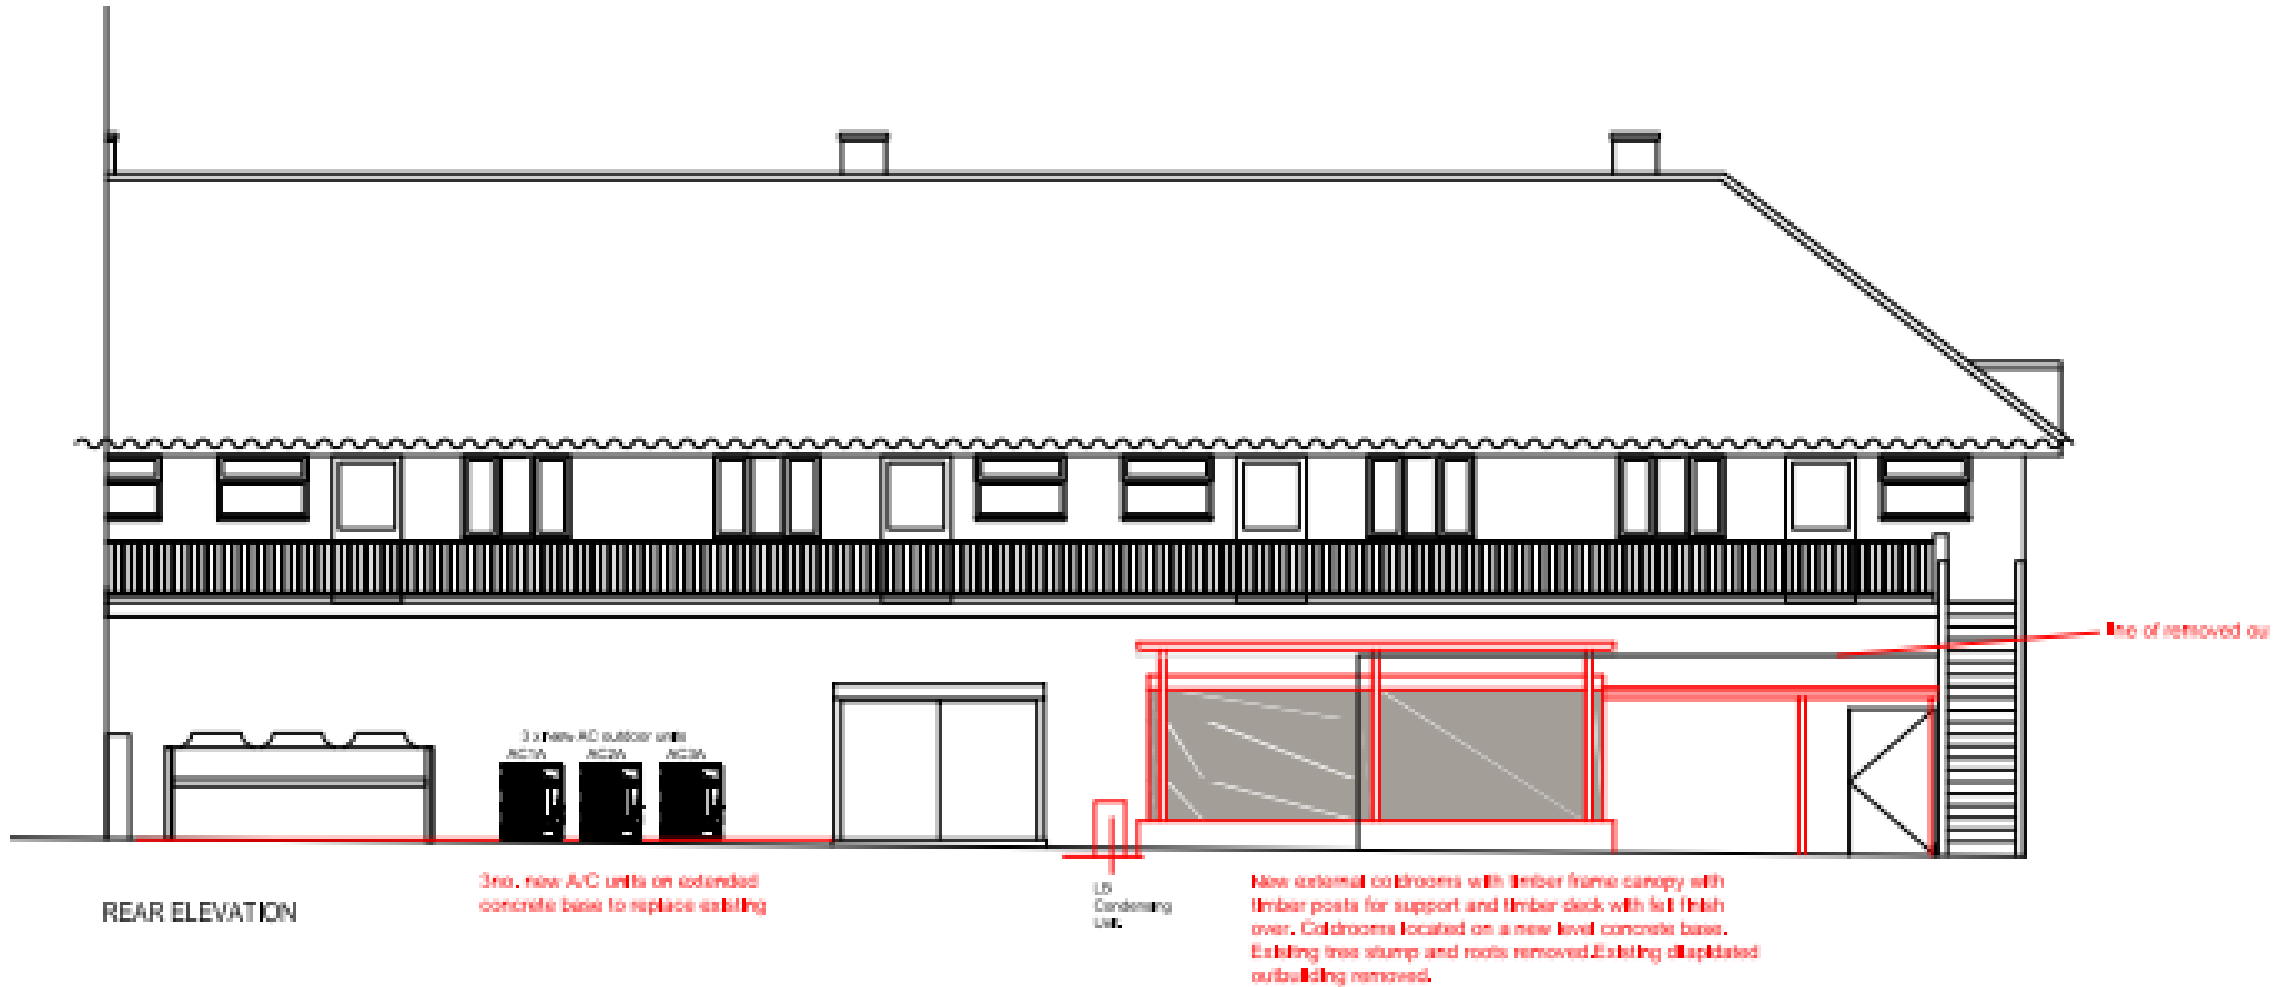 line of removed ou
3 x new AC outdoor units
AC1A AC2A AC3A
3no. new A/C units on extended
concrete base to replace existing
REAR ELEVATION
LB
Condensing
Unit.
New external coldrooms with timber frame canopy with
timber posts for support and timber deck with felt finish
over. Coldrooms located on a new level concrete base.
Existing tree stump and roots removed.Existing dilapidated
outbuilding removed.